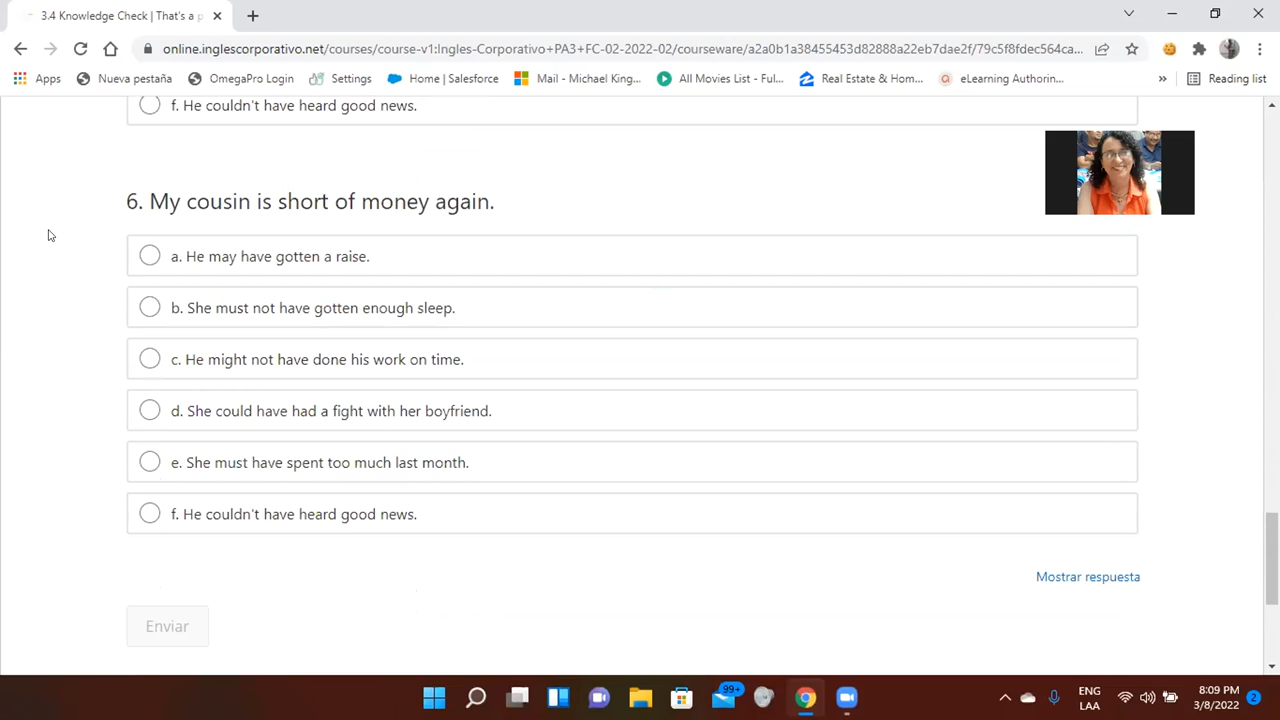 3.4 Knowledge Check | That's a p
online.inglescorporativo.net/courses/course-v1:Ingles-Corporativo+PA3+FC-02-2022-02/courseware/a2a0b1a38455453d82888a22eb7dae2f/79c5f8fdec564ca...
Apps Nueva pestaña OmegaPro Login Settings Home | Salesforce Mail - Michael King... All Movies List - Ful... Real Estate & Hom... eLearning Authorin... » Reading list
f. He couldn't have heard good news.
6. My cousin is short of money again.
a. He may have gotten a raise.
b. She must not have gotten enough sleep.
c. He might not have done his work on time.
d. She could have had a fight with her boyfriend.
e. She must have spent too much last month.
f. He couldn't have heard good news.
Mostrar respuesta
Enviar
99+
ENG
LAA
8:09 PM
3/8/2022
2